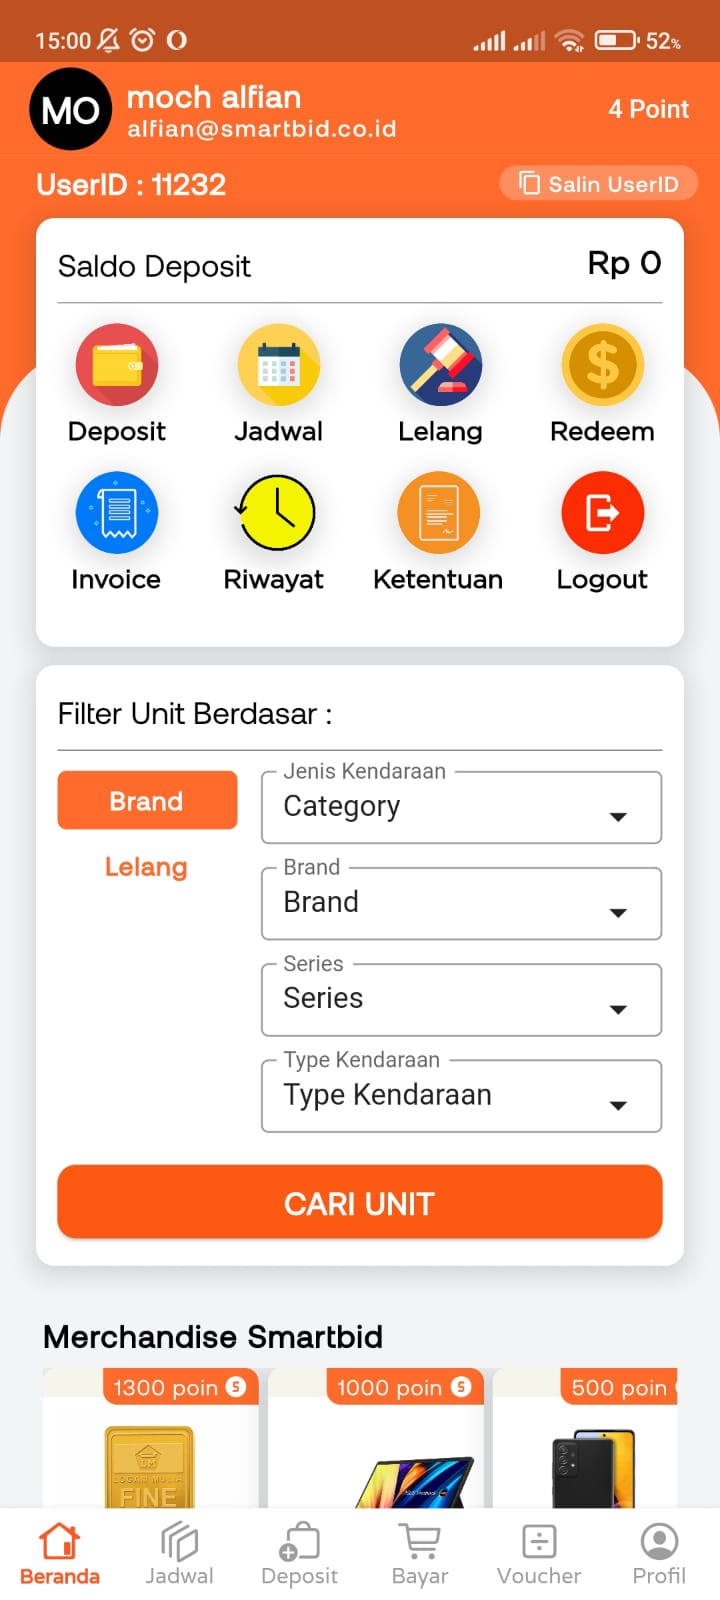 15:00 52%
MO moch alfian
alfian@smartbid.co.id
4 Point
UserID : 11232 Salin UserID
Saldo Deposit Rp 0
Deposit Jadwal Lelang Redeem
Invoice Riwayat Ketentuan Logout
Filter Unit Berdasar :
Brand
Lelang
Jenis Kendaraan
Category
Brand
Brand
Series
Series
Type Kendaraan
Type Kendaraan
CARI UNIT
Merchandise Smartbid
1300 poin S 1000 poin S 500 poin
LM
LOGAM MULIA
FINE
Beranda Jadwal Deposit Bayar Voucher Profil